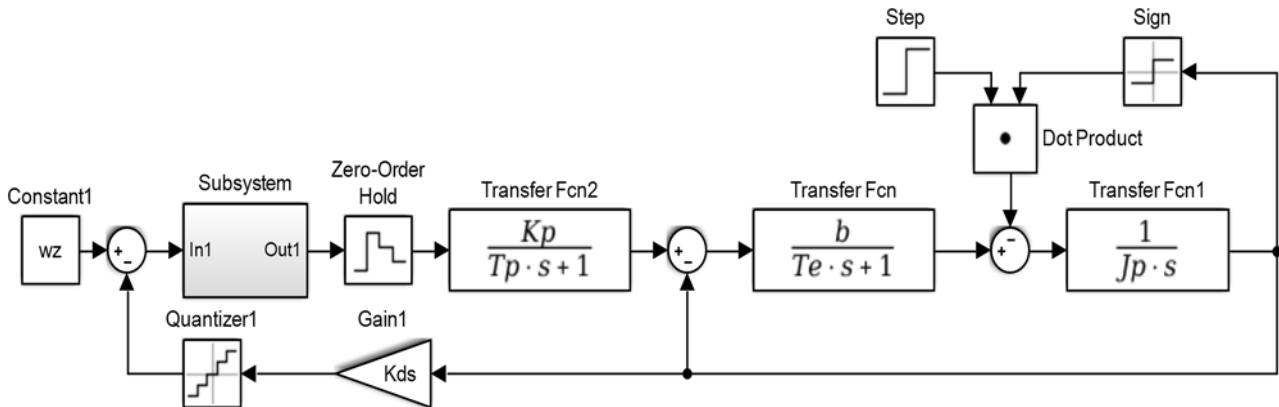 Step
Sign
Dot Product
Zero-Order
Hold
Subsystem
Transfer Fcn2
Transfer Fcn
Transfer Fcn1
Constant1
wz
+
-
In1
Out1
Kp
Tp · s + 1
+
-
b
Te · s + 1
-
+
1
Jp · s
Quantizer1
Gain1
Kds